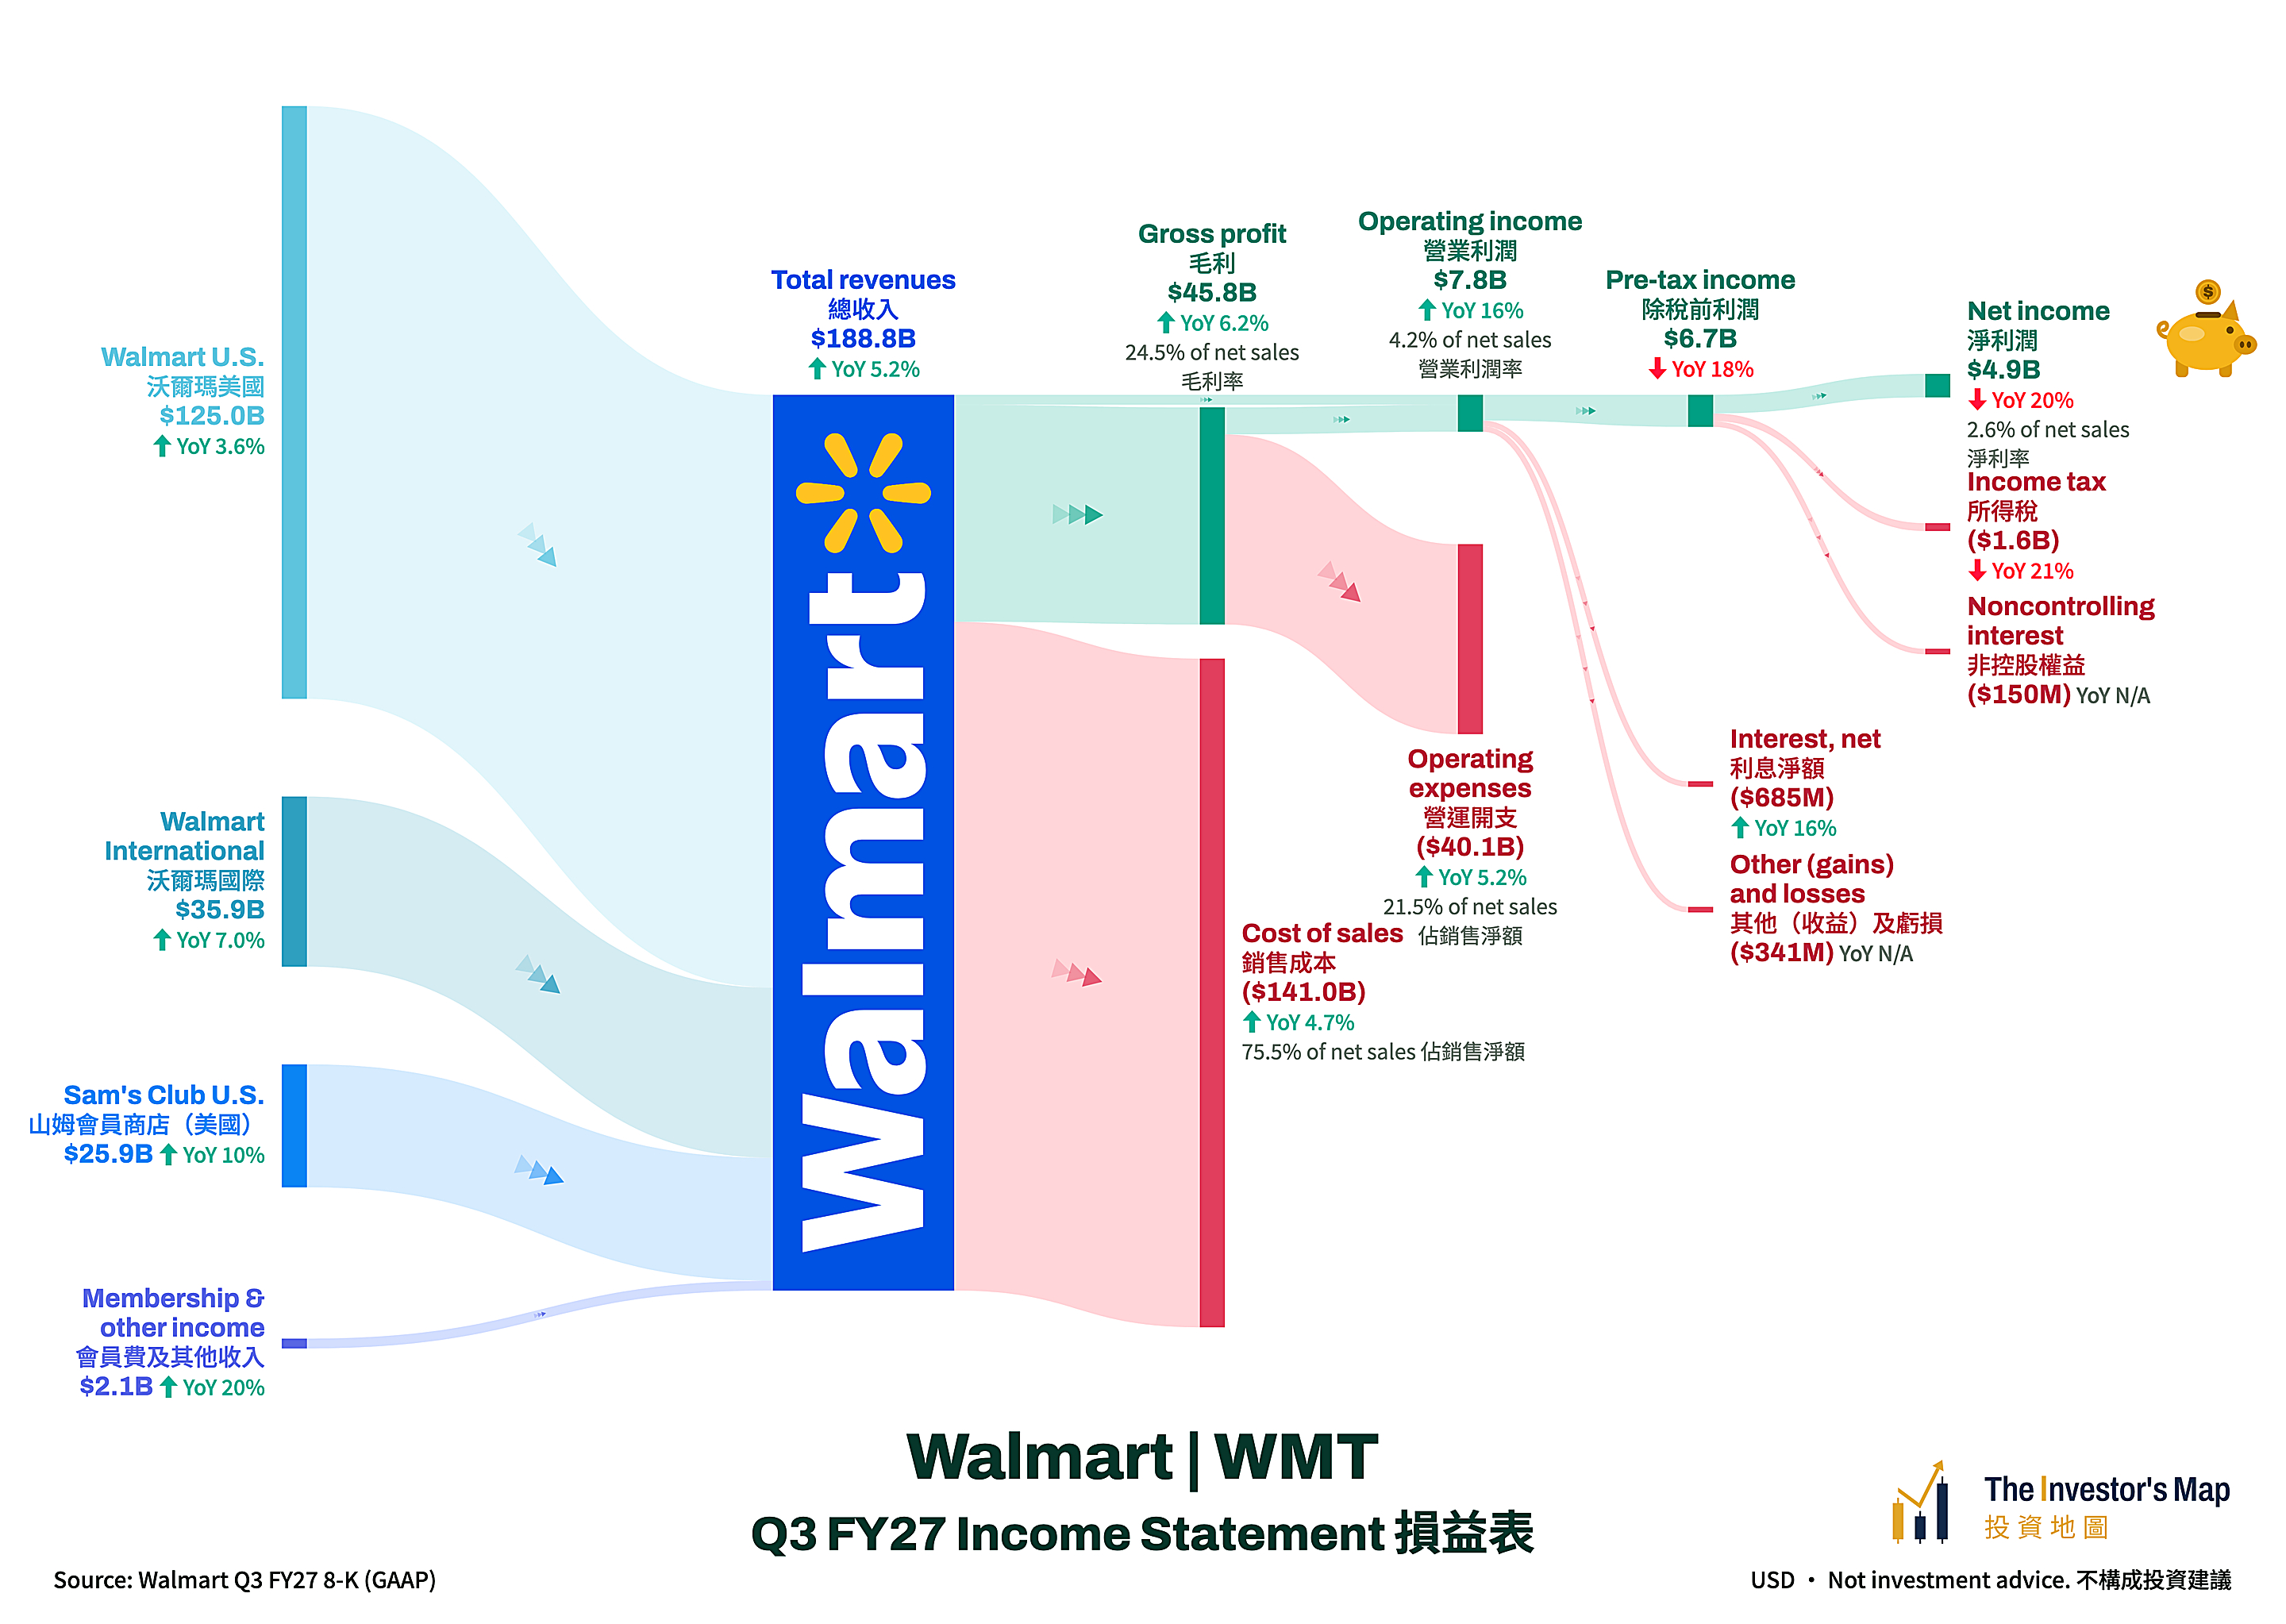 Walmart U.S.
沃爾瑪美國
$125.0B
YoY 3.6%
Walmart
International
沃爾瑪國際
$35.9B
YoY 7.0%
Sam's Club U.S.
山姆會員商店（美國）
$25.9B YoY 10%
Membership &
other income
會員費及其他收入
$2.1B YoY 20%
Total revenues
總收入
$188.8B
YoY 5.2%
Walmart
Gross profit
毛利
$45.8B
YoY 6.2%
24.5% of net sales
毛利率
Cost of sales
銷售成本
($141.0B)
YoY 4.7%
75.5% of net sales 佔銷售淨額
Operating income
營業利潤
$7.8B
YoY 16%
4.2% of net sales
營業利潤率
Operating
expenses
營運開支
($40.1B)
YoY 5.2%
21.5% of net sales
佔銷售淨額
Pre-tax income
除稅前利潤
$6.7B
YoY 18%
Interest, net
利息淨額
($685M)
YoY 16%
Other (gains)
and losses
其他（收益）及虧損
($341M) YoY N/A
$
Net income
淨利潤
$4.9B
YoY 20%
2.6% of net sales
淨利率
Income tax
所得稅
($1.6B)
YoY 21%
Noncontrolling
interest
非控股權益
($150M) YoY N/A
Walmart | WMT
Q3 FY27 Income Statement 損益表
Source: Walmart Q3 FY27 8-K (GAAP)
The Investor's Map
投資地圖
USD • Not investment advice. 不構成投資建議